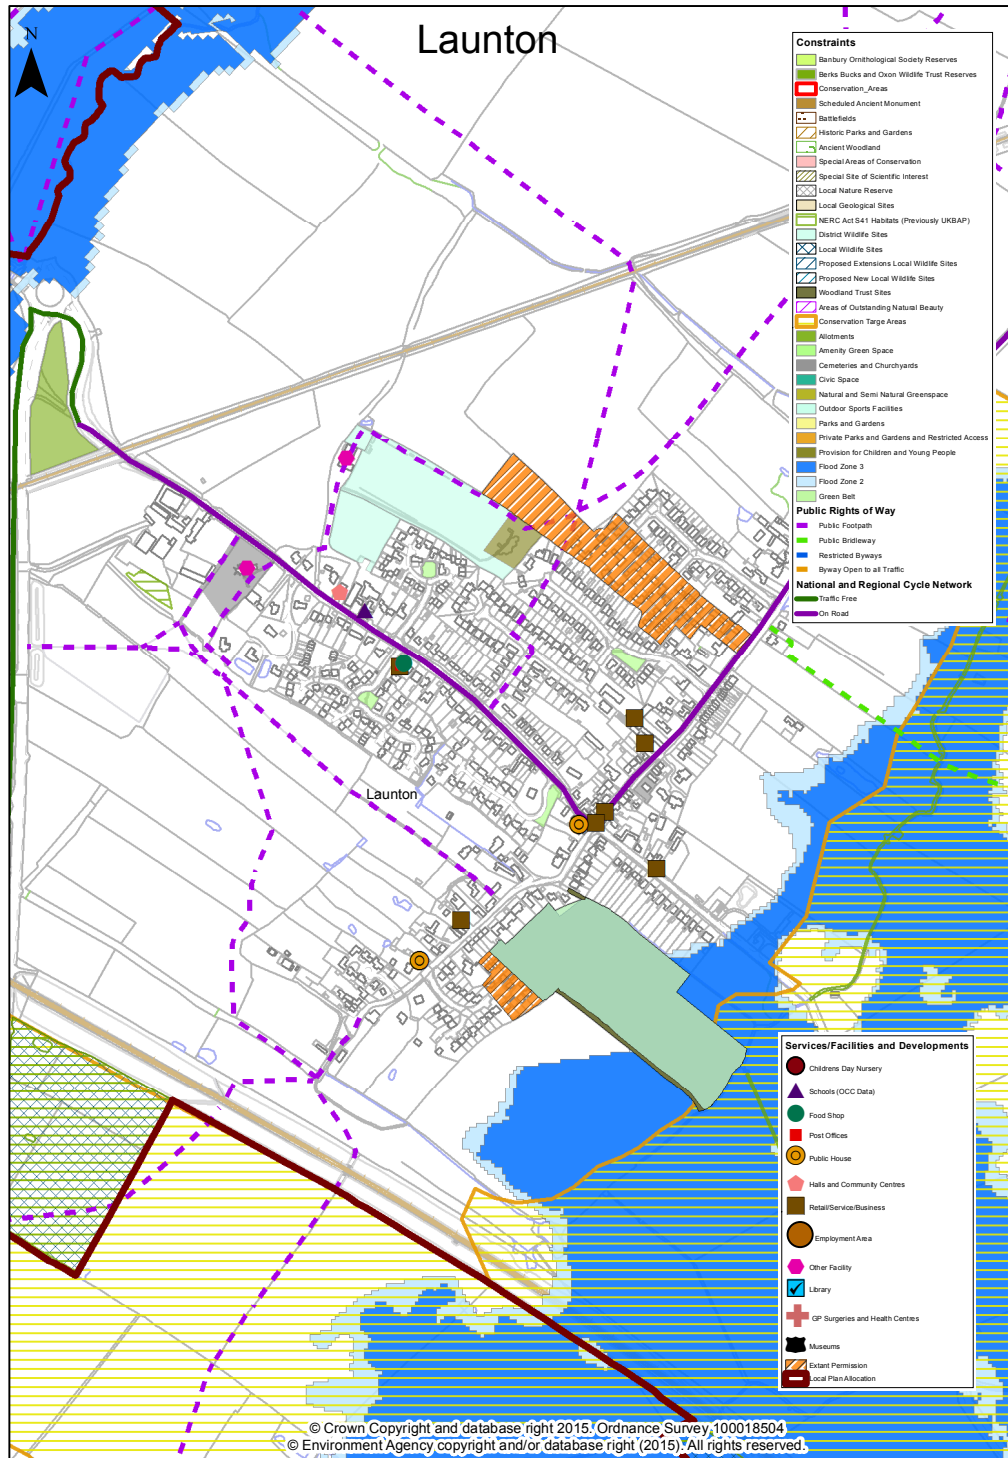 Launton
N
Constraints
Banbury Ornithological Society Reserves
Berks Bucks and Oxon Wildlife Trust Reserves
Conservation_Areas
Scheduled Ancient Monument
Battlefields
Historic Parks and Gardens
Ancient Woodland
Special Areas of Conservation
Special Site of Scientific Interest
Local Nature Reserve
Local Geological Sites
NERC Act S41 Habitats (Previously UKBAP)
District Wildlife Sites
Local Wildlife Sites
Proposed Extensions Local Wildlife Sites
Proposed New Local Wildlife Sites
Woodland Trust Sites
Areas of Outstanding Natural Beauty
Conservation Targe Areas
Allotments
Amenity Green Space
Cemeteries and Churchyards
Civic Space
Natural and Semi Natural Greenspace
Outdoor Sports Facilities
Parks and Gardens
Private Parks and Gardens and Restricted Access
Provision for Children and Young People
Flood Zone 3
Flood Zone 2
Green Belt
Public Rights of Way
Public Footpath
Public Bridleway
Restricted Byways
Byway Open to all Traffic
National and Regional Cycle Network
Traffic Free
On Road
Launton
Services/Facilities and Developments
Childrens Day Nursery
Schools (OCC Data)
Food Shop
Post Offices
Public House
Halls and Community Centres
Retail/Service/Business
Employment Area
Other Facility
Library
GP Surgeries and Health Centres
Museums
Extant Permission
Local Plan Allocation
© Crown Copyright and database right 2015. Ordnance Survey 100018504
© Environment Agency copyright and/or database right (2015). All rights reserved.